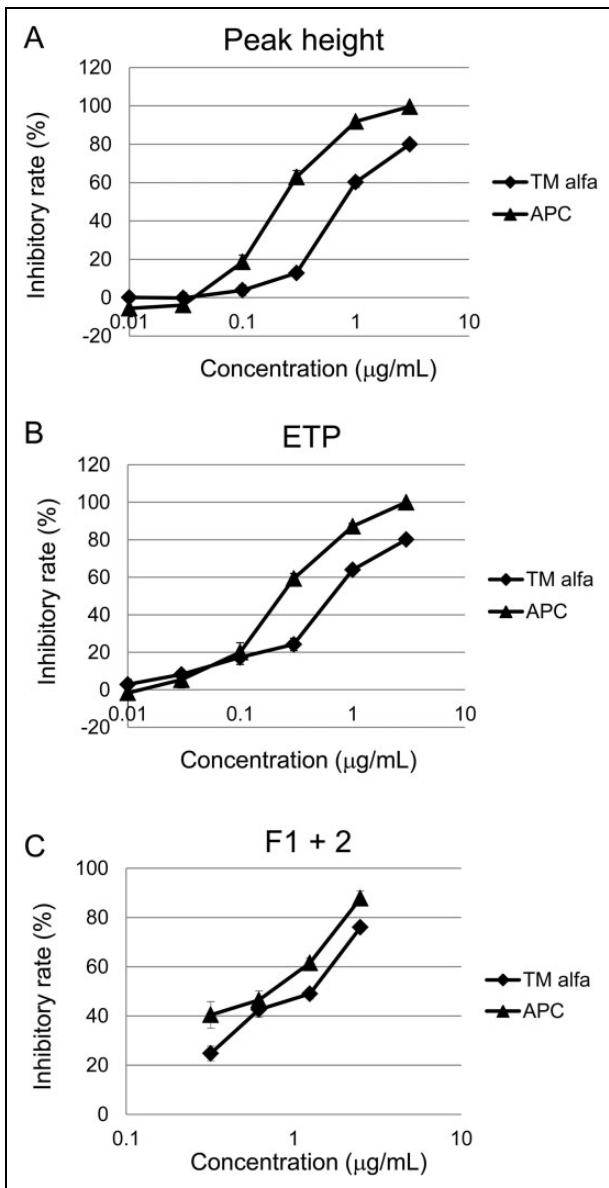 A
Peak height
120
100
80
60
40
20
0
-20
0.01
0.1
1
10
Inhibitory rate (%)
Concentration (μg/mL)
TM alfa
APC
B
ETP
120
100
80
60
40
20
0
-20
0.01
0.1
1
10
Inhibitory rate (%)
Concentration (μg/mL)
TM alfa
APC
C
F1 + 2
100
80
60
40
20
0
0.1
1
10
Inhibitory rate (%)
Concentration (μg/mL)
TM alfa
APC